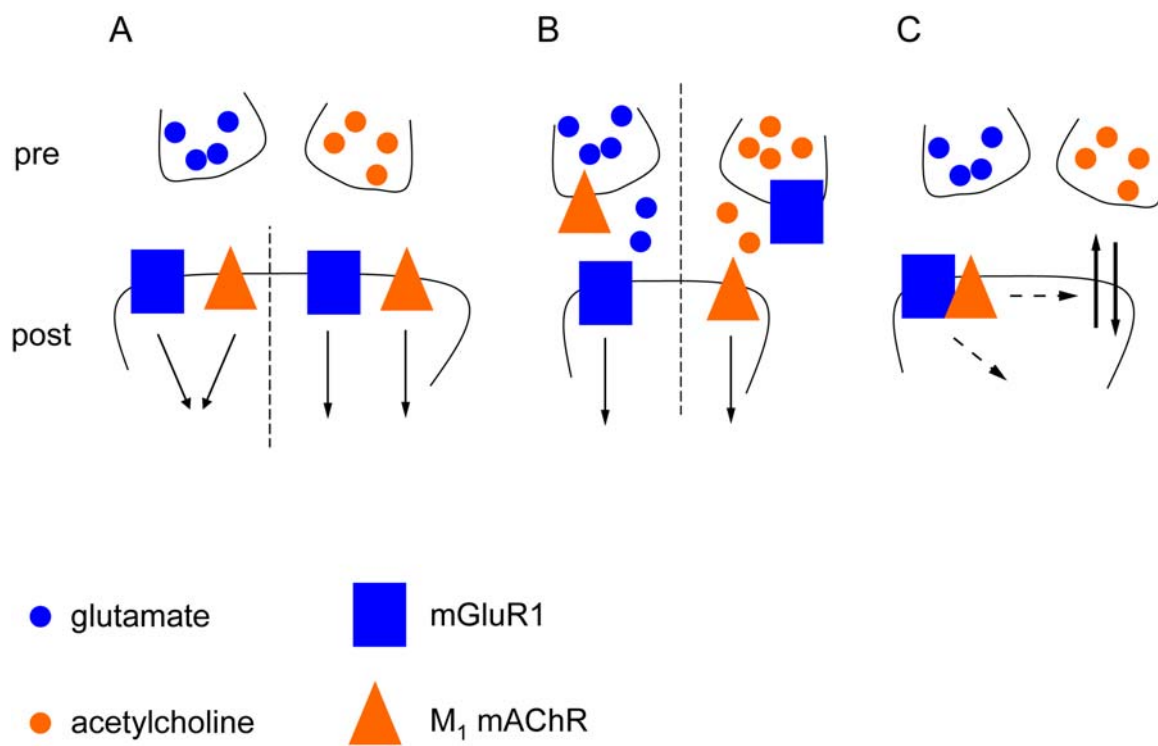 A B C
pre
post
glutamate mGluR1
acetylcholine M₁ mAChR